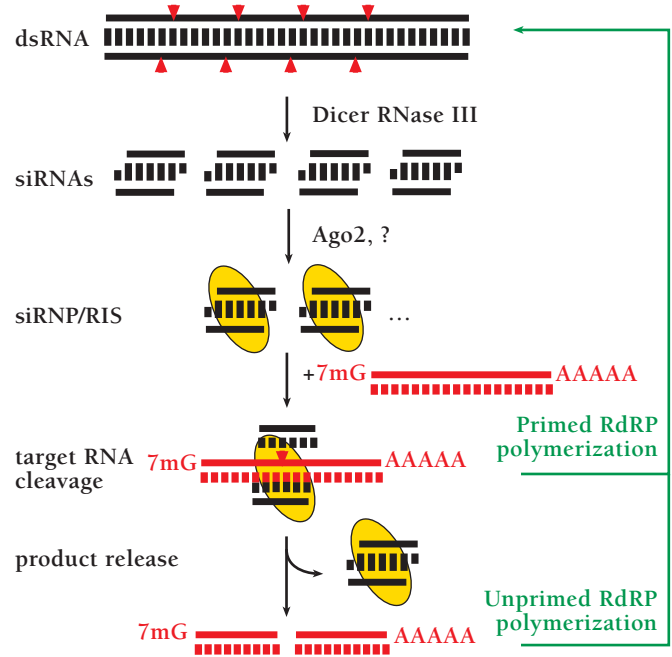 dsRNA
Dicer RNase III
siRNAs
Ago2, ?
siRNP/RIS
...
+7mG AAAAA
Primed RdRP
polymerization
target RNA
cleavage
7mG AAAAA
product release
Unprimed RdRP
polymerization
7mG AAAAA